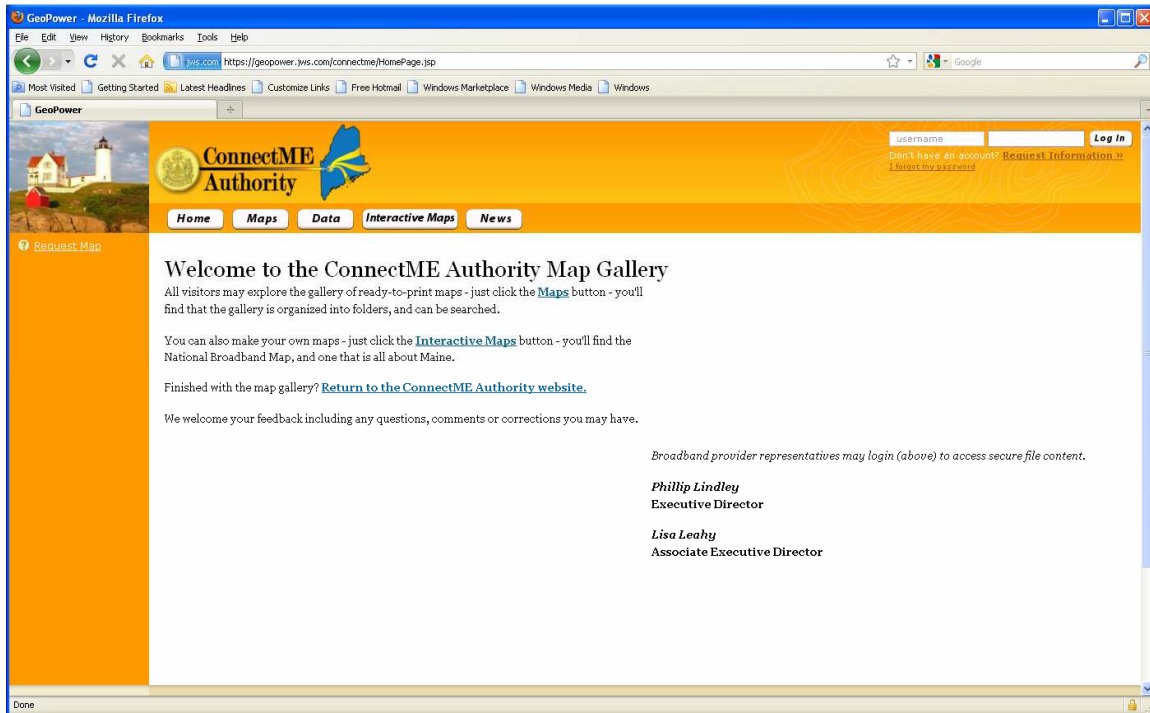 GeoPower - Mozilla Firefox
File Edit View History Bookmarks Tools Help
jws.com https://geopower.jws.com/connectme/HomePage.jsp
Google
Most Visited Getting Started Latest Headlines Customize Links Free Hotmail Windows Marketplace Windows Media Windows
GeoPower
ConnectME
Authority
username
Log In
Don't have an account? Request Information »
I forgot my password
Home Maps Data Interactive Maps News
Request Map
Welcome to the ConnectME Authority Map Gallery
All visitors may explore the gallery of ready-to-print maps - just click the Maps button - you'll
find that the gallery is organized into folders, and can be searched.
You can also make your own maps - just click the Interactive Maps button - you'll find the
National Broadband Map, and one that is all about Maine.
Finished with the map gallery? Return to the ConnectME Authority website.
We welcome your feedback including any questions, comments or corrections you may have.
Broadband provider representatives may login (above) to access secure file content.
Phillip Lindley
Executive Director
Lisa Leahy
Associate Executive Director
Done